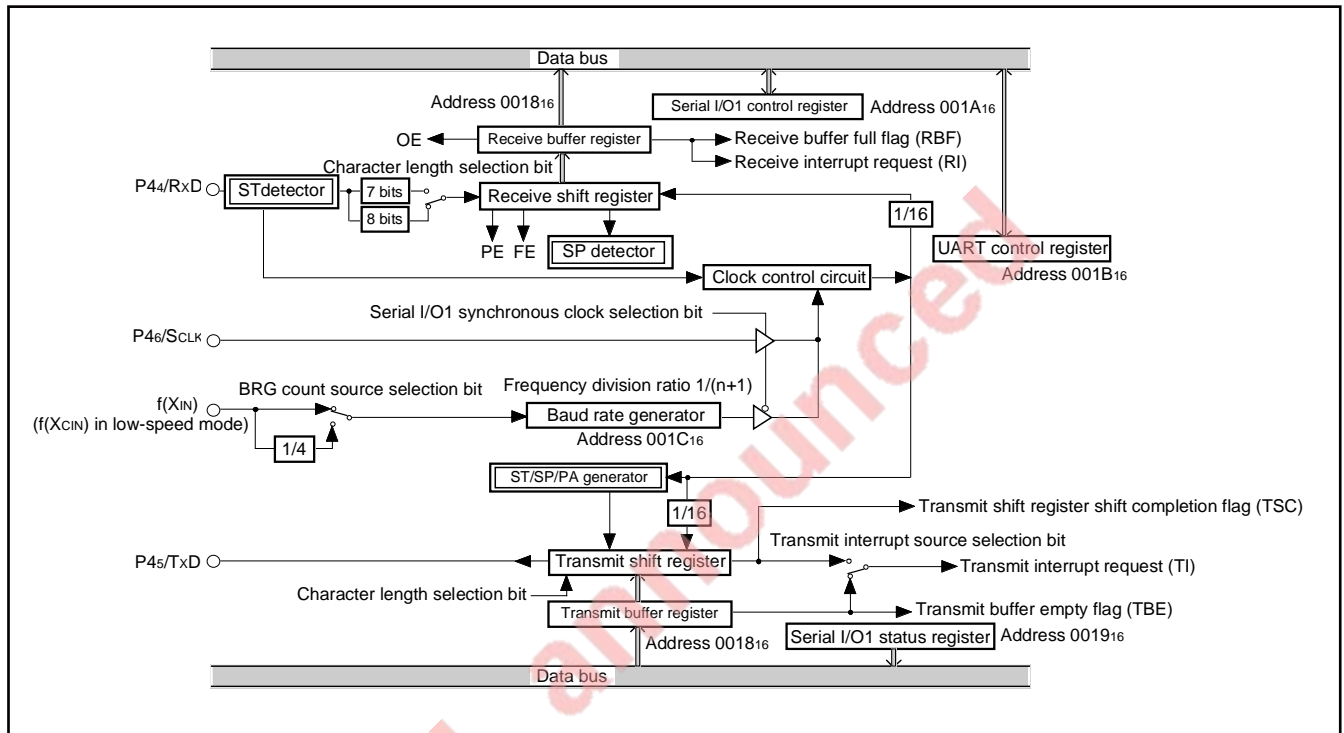 Data bus
Address 001816
Serial I/O1 control register
Address 001A16
OE
Receive buffer register
Receive buffer full flag (RBF)
Receive interrupt request (RI)
Character length selection bit
P44/RXD
STdetector
7 bits
8 bits
Receive shift register
1/16
PE
FE
SP detector
UART control register
Address 001B16
Clock control circuit
Serial I/O1 synchronous clock selection bit
P46/SCLK
BRG count source selection bit
Frequency division ratio 1/(n+1)
f(XIN)
(f(XCIN) in low-speed mode)
Baud rate generator
Address 001C16
1/4
ST/SP/PA generator
1/16
Transmit shift register shift completion flag (TSC)
Transmit interrupt source selection bit
P45/TXD
Transmit shift register
Transmit interrupt request (TI)
Character length selection bit
Transmit buffer register
Transmit buffer empty flag (TBE)
Address 001816
Serial I/O1 status register
Address 001916
Data bus
announced